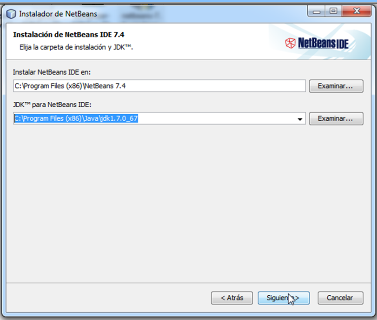 Instalador de NetBeans
Instalación de NetBeans IDE 7.4
Elija la carpeta de instalación y JDK™.
NetBeans IDE
Instalar NetBeans IDE en:
C:\Program Files (x86)\NetBeans 7.4
Examinar...
JDK™ para NetBeans IDE:
C:\Program Files (x86)\Java\jdk1.7.0_67
Examinar...
< Atrás
Siguiente >
Cancelar